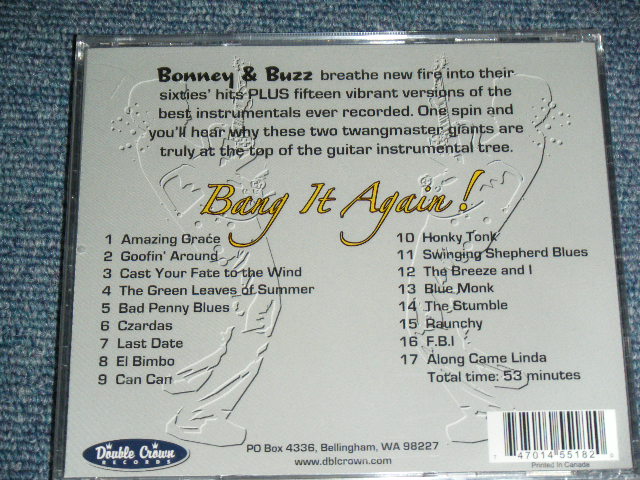 Bonney & Buzz breathe new fire into their
sixties' hits PLUS fifteen vibrant versions of the
best instrumentals ever recorded. One spin and
you'll hear why these two twangmaster giants are
truly at the top of the guitar instrumental tree.
Bang It Again!
1 Amazing Grace
2 Goofin' Around
3 Cast Your Fate to the Wind
4 The Green Leaves of Summer
5 Bad Penny Blues
6 Czardas
7 Last Date
8 El Bimbo
9 Can Can
10 Honky Tonk
11 Swinging Shepherd Blues
12 The Breeze and I
13 Blue Monk
14 The Stumble
15 Raunchy
16 F.B.I
17 Along Came Linda
Total time: 53 minutes
Double Crown
RECORDS
PO Box 4336, Bellingham, WA 98227
www.dblcrown.com
7 47014 55182 0
Printed In Canada